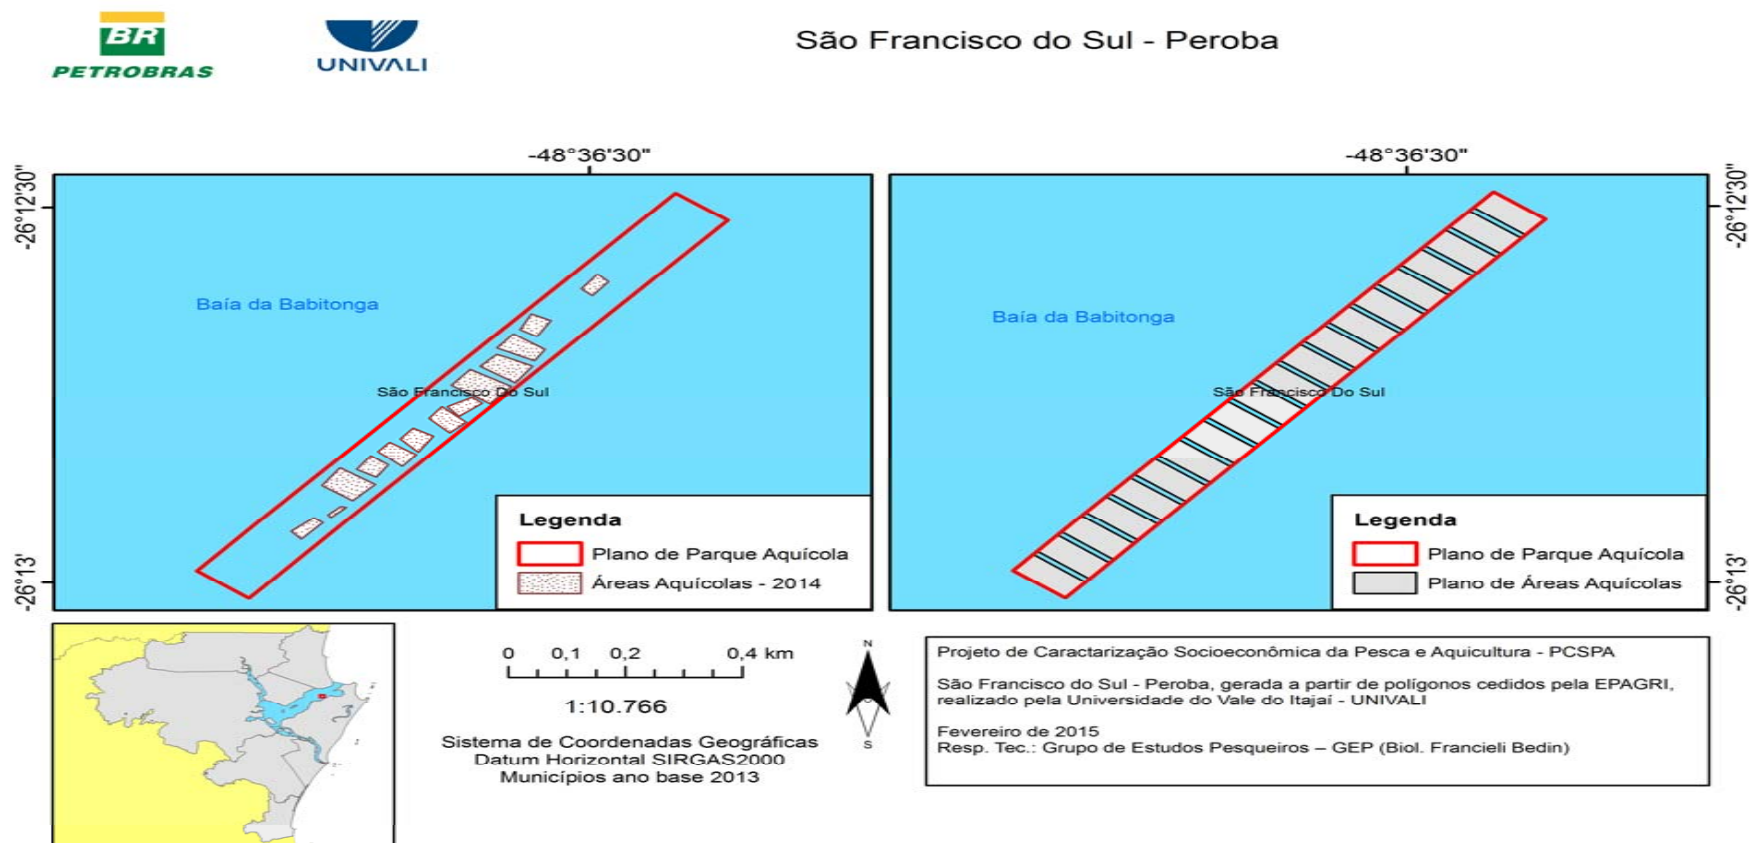 BR
PETROBRAS
UNIVALI
São Francisco do Sul - Peroba
-48°36'30"
-48°36'30"
-26°12'30"
-26°12'30"
Baía da Babitonga
Baía da Babitonga
São Francisco Do Sul
São Francisco Do Sul
Legenda
Plano de Parque Aquícola
Áreas Aquícolas - 2014
Legenda
Plano de Parque Aquícola
Plano de Áreas Aquícolas
-26°13'
-26°13'
0 0,1 0,2 0,4 km
1:10.766
Sistema de Coordenadas Geográficas
Datum Horizontal SIRGAS2000
Municípios ano base 2013
N
S
Projeto de Caractarização Socioeconômica da Pesca e Aquicultura - PCSPA
São Francisco do Sul - Peroba, gerada a partir de polígonos cedidos pela EPAGRI,
realizado pela Universidade do Vale do Itajaí - UNIVALI
Fevereiro de 2015
Resp. Tec.: Grupo de Estudos Pesqueiros – GEP (Biol. Francieli Bedin)